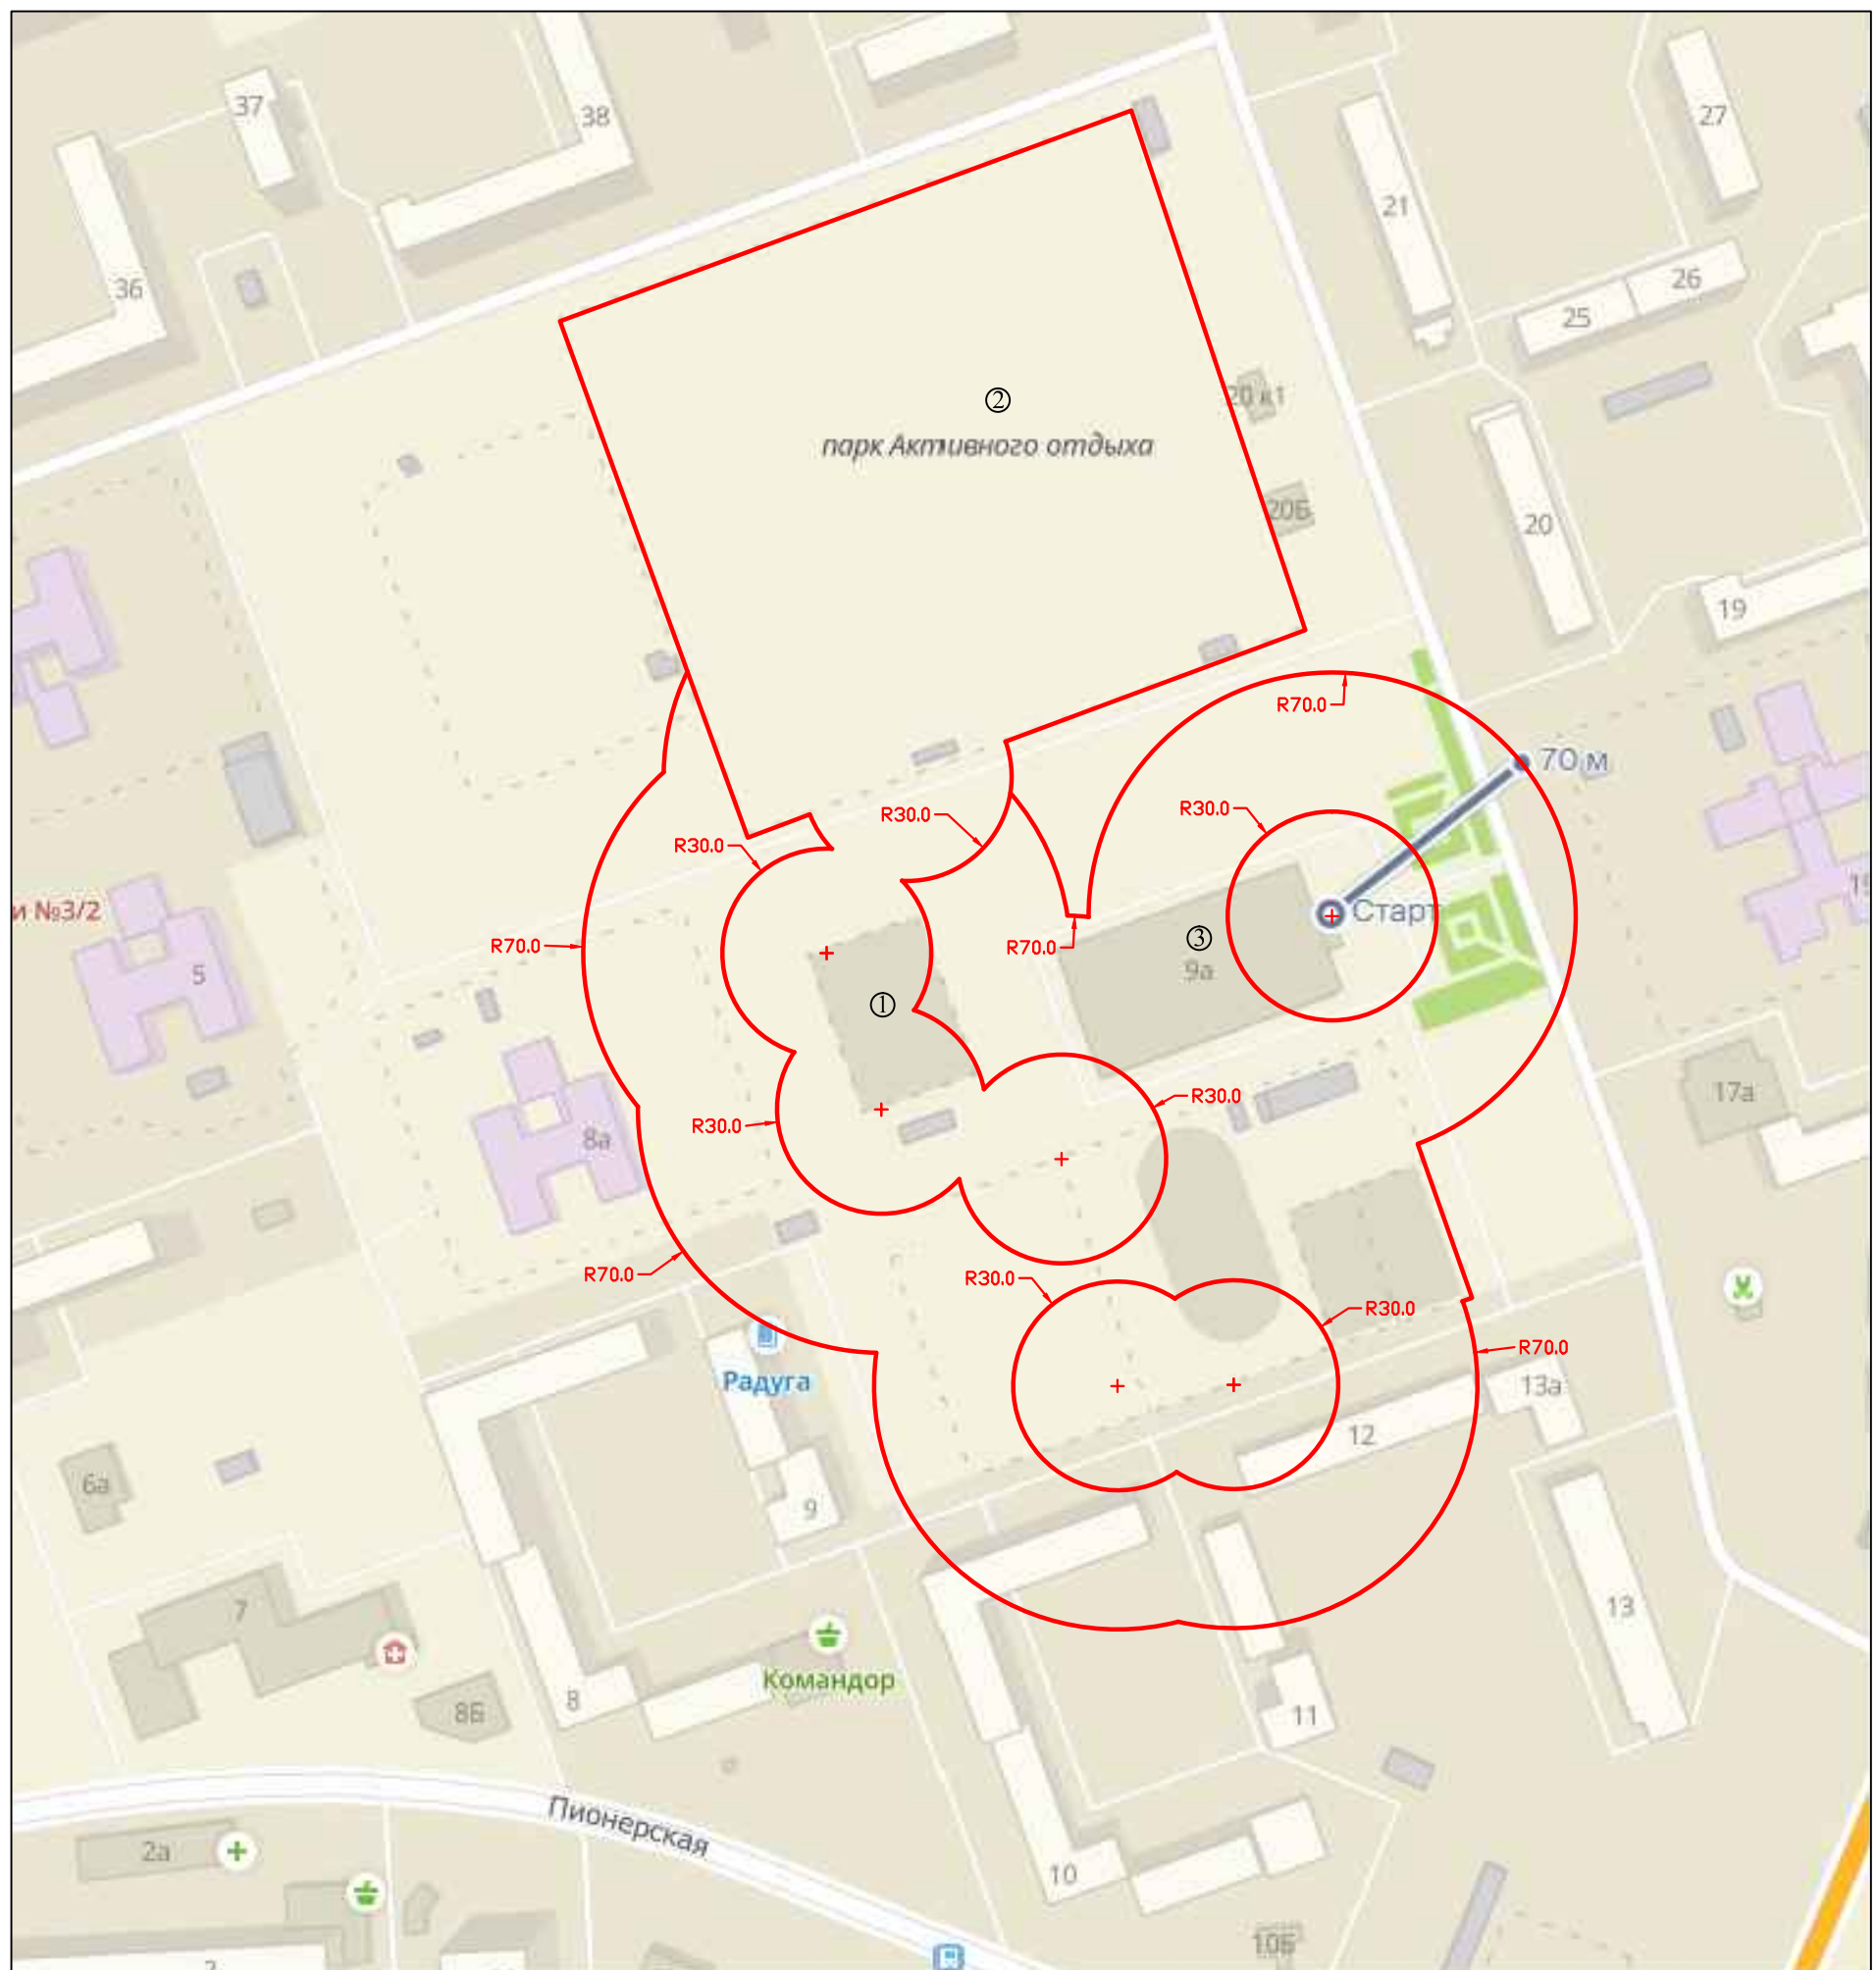 37
38
27
21
36
26
25
②
20 к1
парк Активного отдыха
20Б
20
19
R70.0
70 м
R30.0
R30.0
R30.0
Старт
и №3/2
③
R70.0
R70.0
9а
5
①
17а
R30.0
R30.0
8а
R70.0
R30.0
R30.0
R70.0
Радуга
13а
12
6а
9
7
13
Командор
8
8Б
11
Пионерская
2а
10
10Б